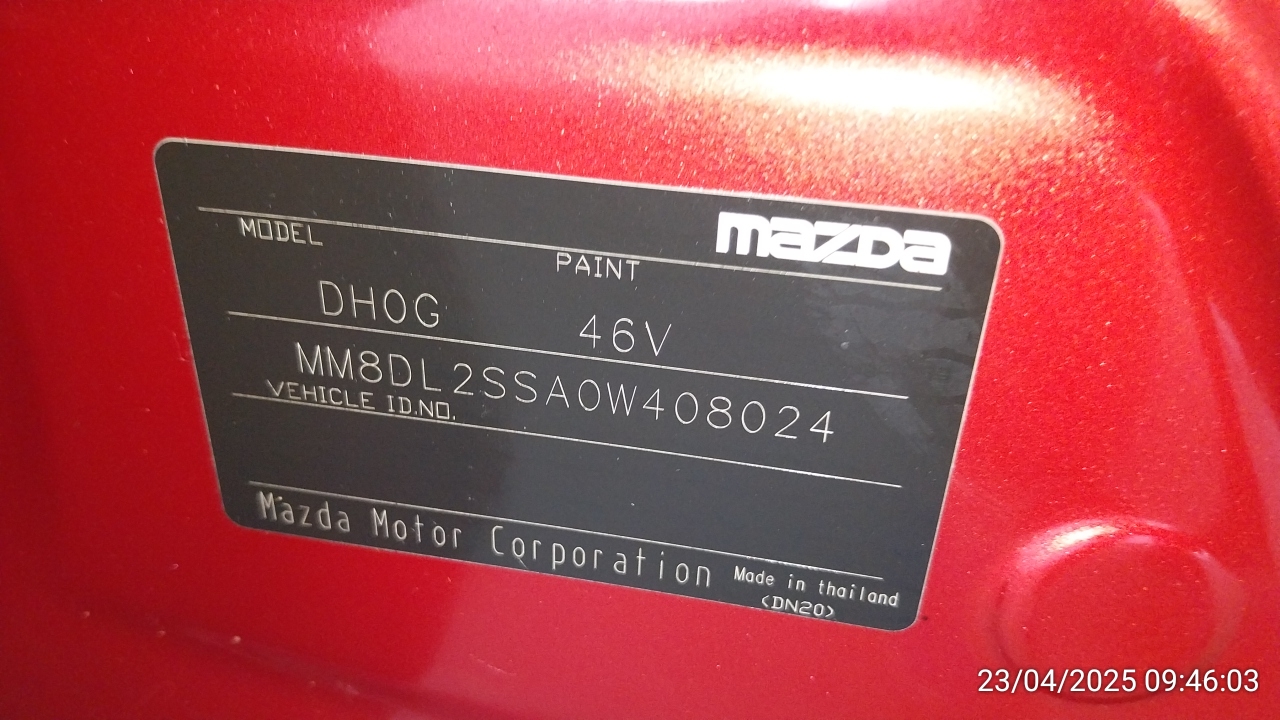 mazda
MODEL
PAINT
DH0G 46V
MM8DL2SSA0W408024
VEHICLE ID.NO.
Mazda Motor Corporation Made in thailand
(DN20)
23/04/2025 09:46:03